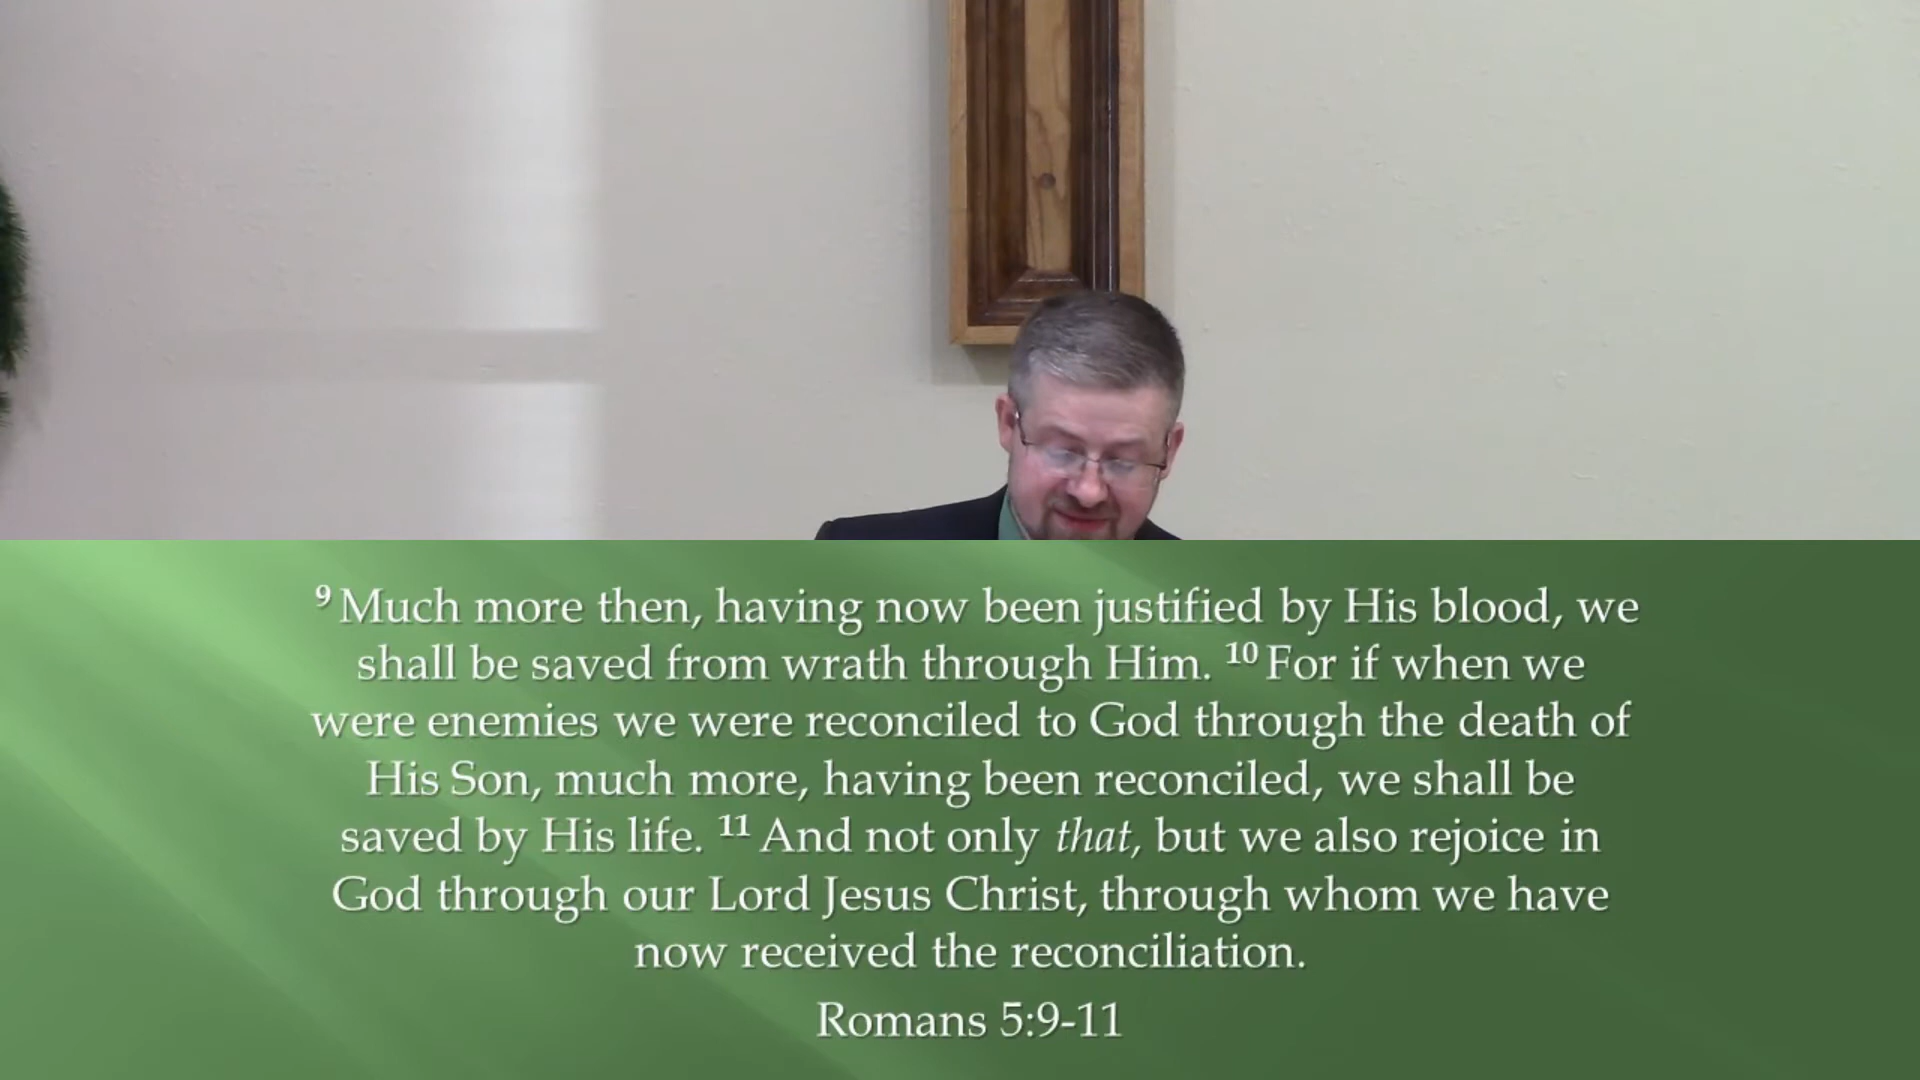 9 Much more then, having now been justified by His blood, we
shall be saved from wrath through Him. 10 For if when we
were enemies we were reconciled to God through the death of
His Son, much more, having been reconciled, we shall be
saved by His life. 11 And not only that, but we also rejoice in
God through our Lord Jesus Christ, through whom we have
now received the reconciliation.
Romans 5:9-11